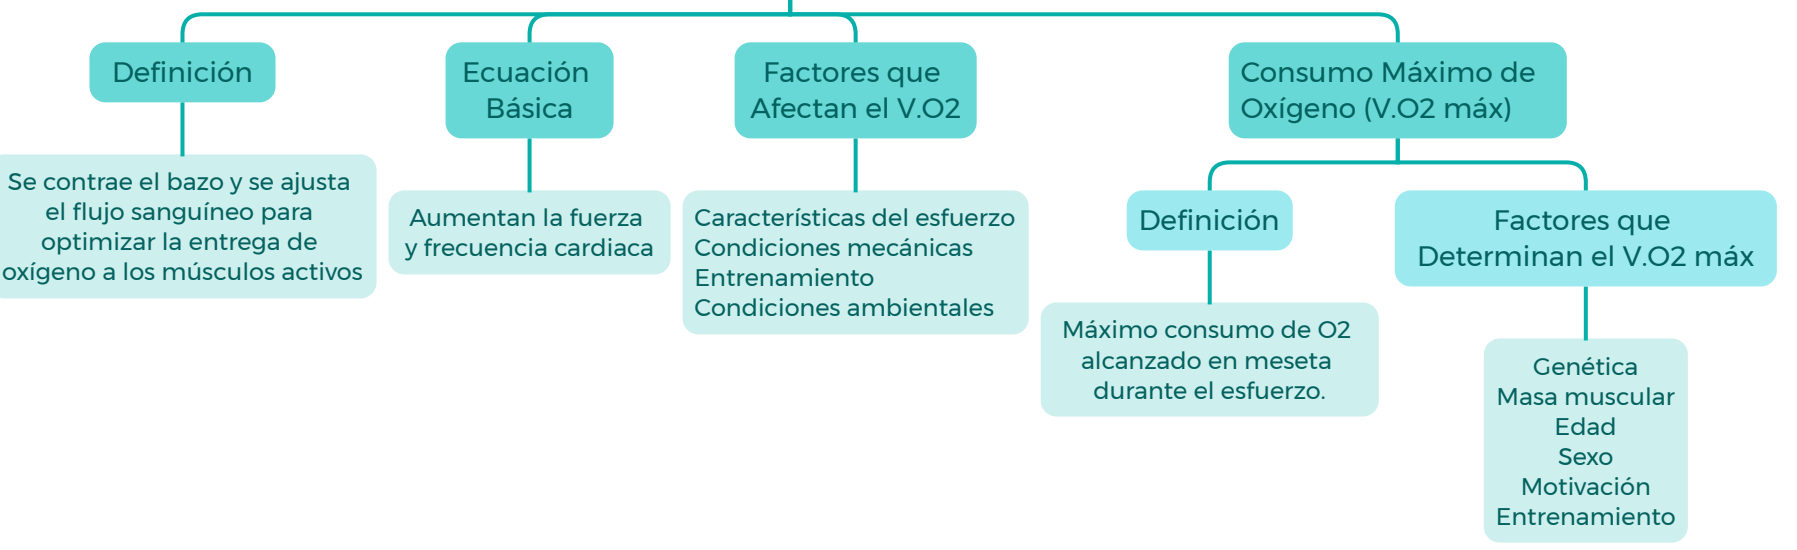 Definición
Se contrae el bazo y se ajusta
el flujo sanguíneo para
optimizar la entrega de
oxígeno a los músculos activos
Ecuación
Básica
Aumentan la fuerza
y frecuencia cardiaca
Factores que
Afectan el V.O2
Características del esfuerzo
Condiciones mecánicas
Entrenamiento
Condiciones ambientales
Consumo Máximo de
Oxígeno (V.O2 máx)
Definición
Máximo consumo de O2
alcanzado en meseta
durante el esfuerzo.
Factores que
Determinan el V.O2 máx
Genética
Masa muscular
Edad
Sexo
Motivación
Entrenamiento